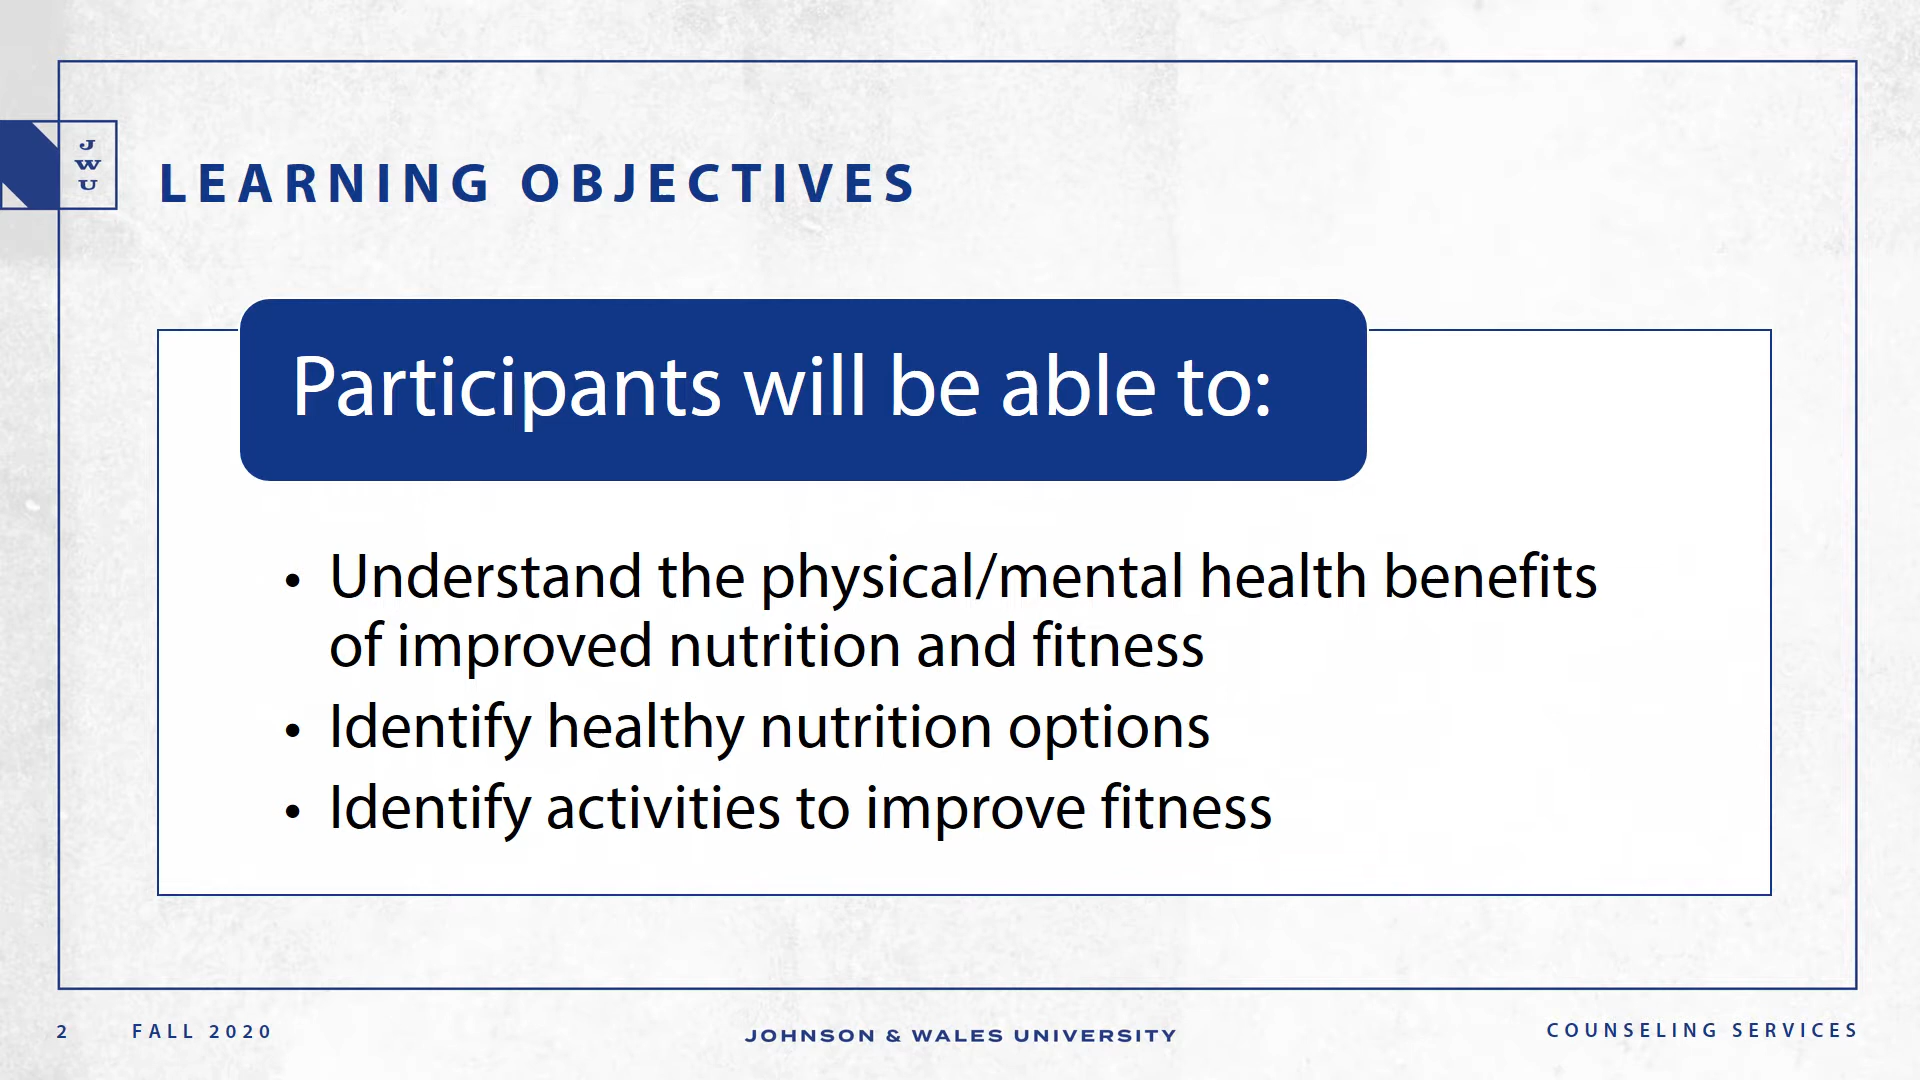 J
W
U
LEARNING OBJECTIVES
Participants will be able to:
• Understand the physical/mental health benefits
of improved nutrition and fitness
• Identify healthy nutrition options
• Identify activities to improve fitness
2 FALL 2020
JOHNSON & WALES UNIVERSITY
COUNSELING SERVICES